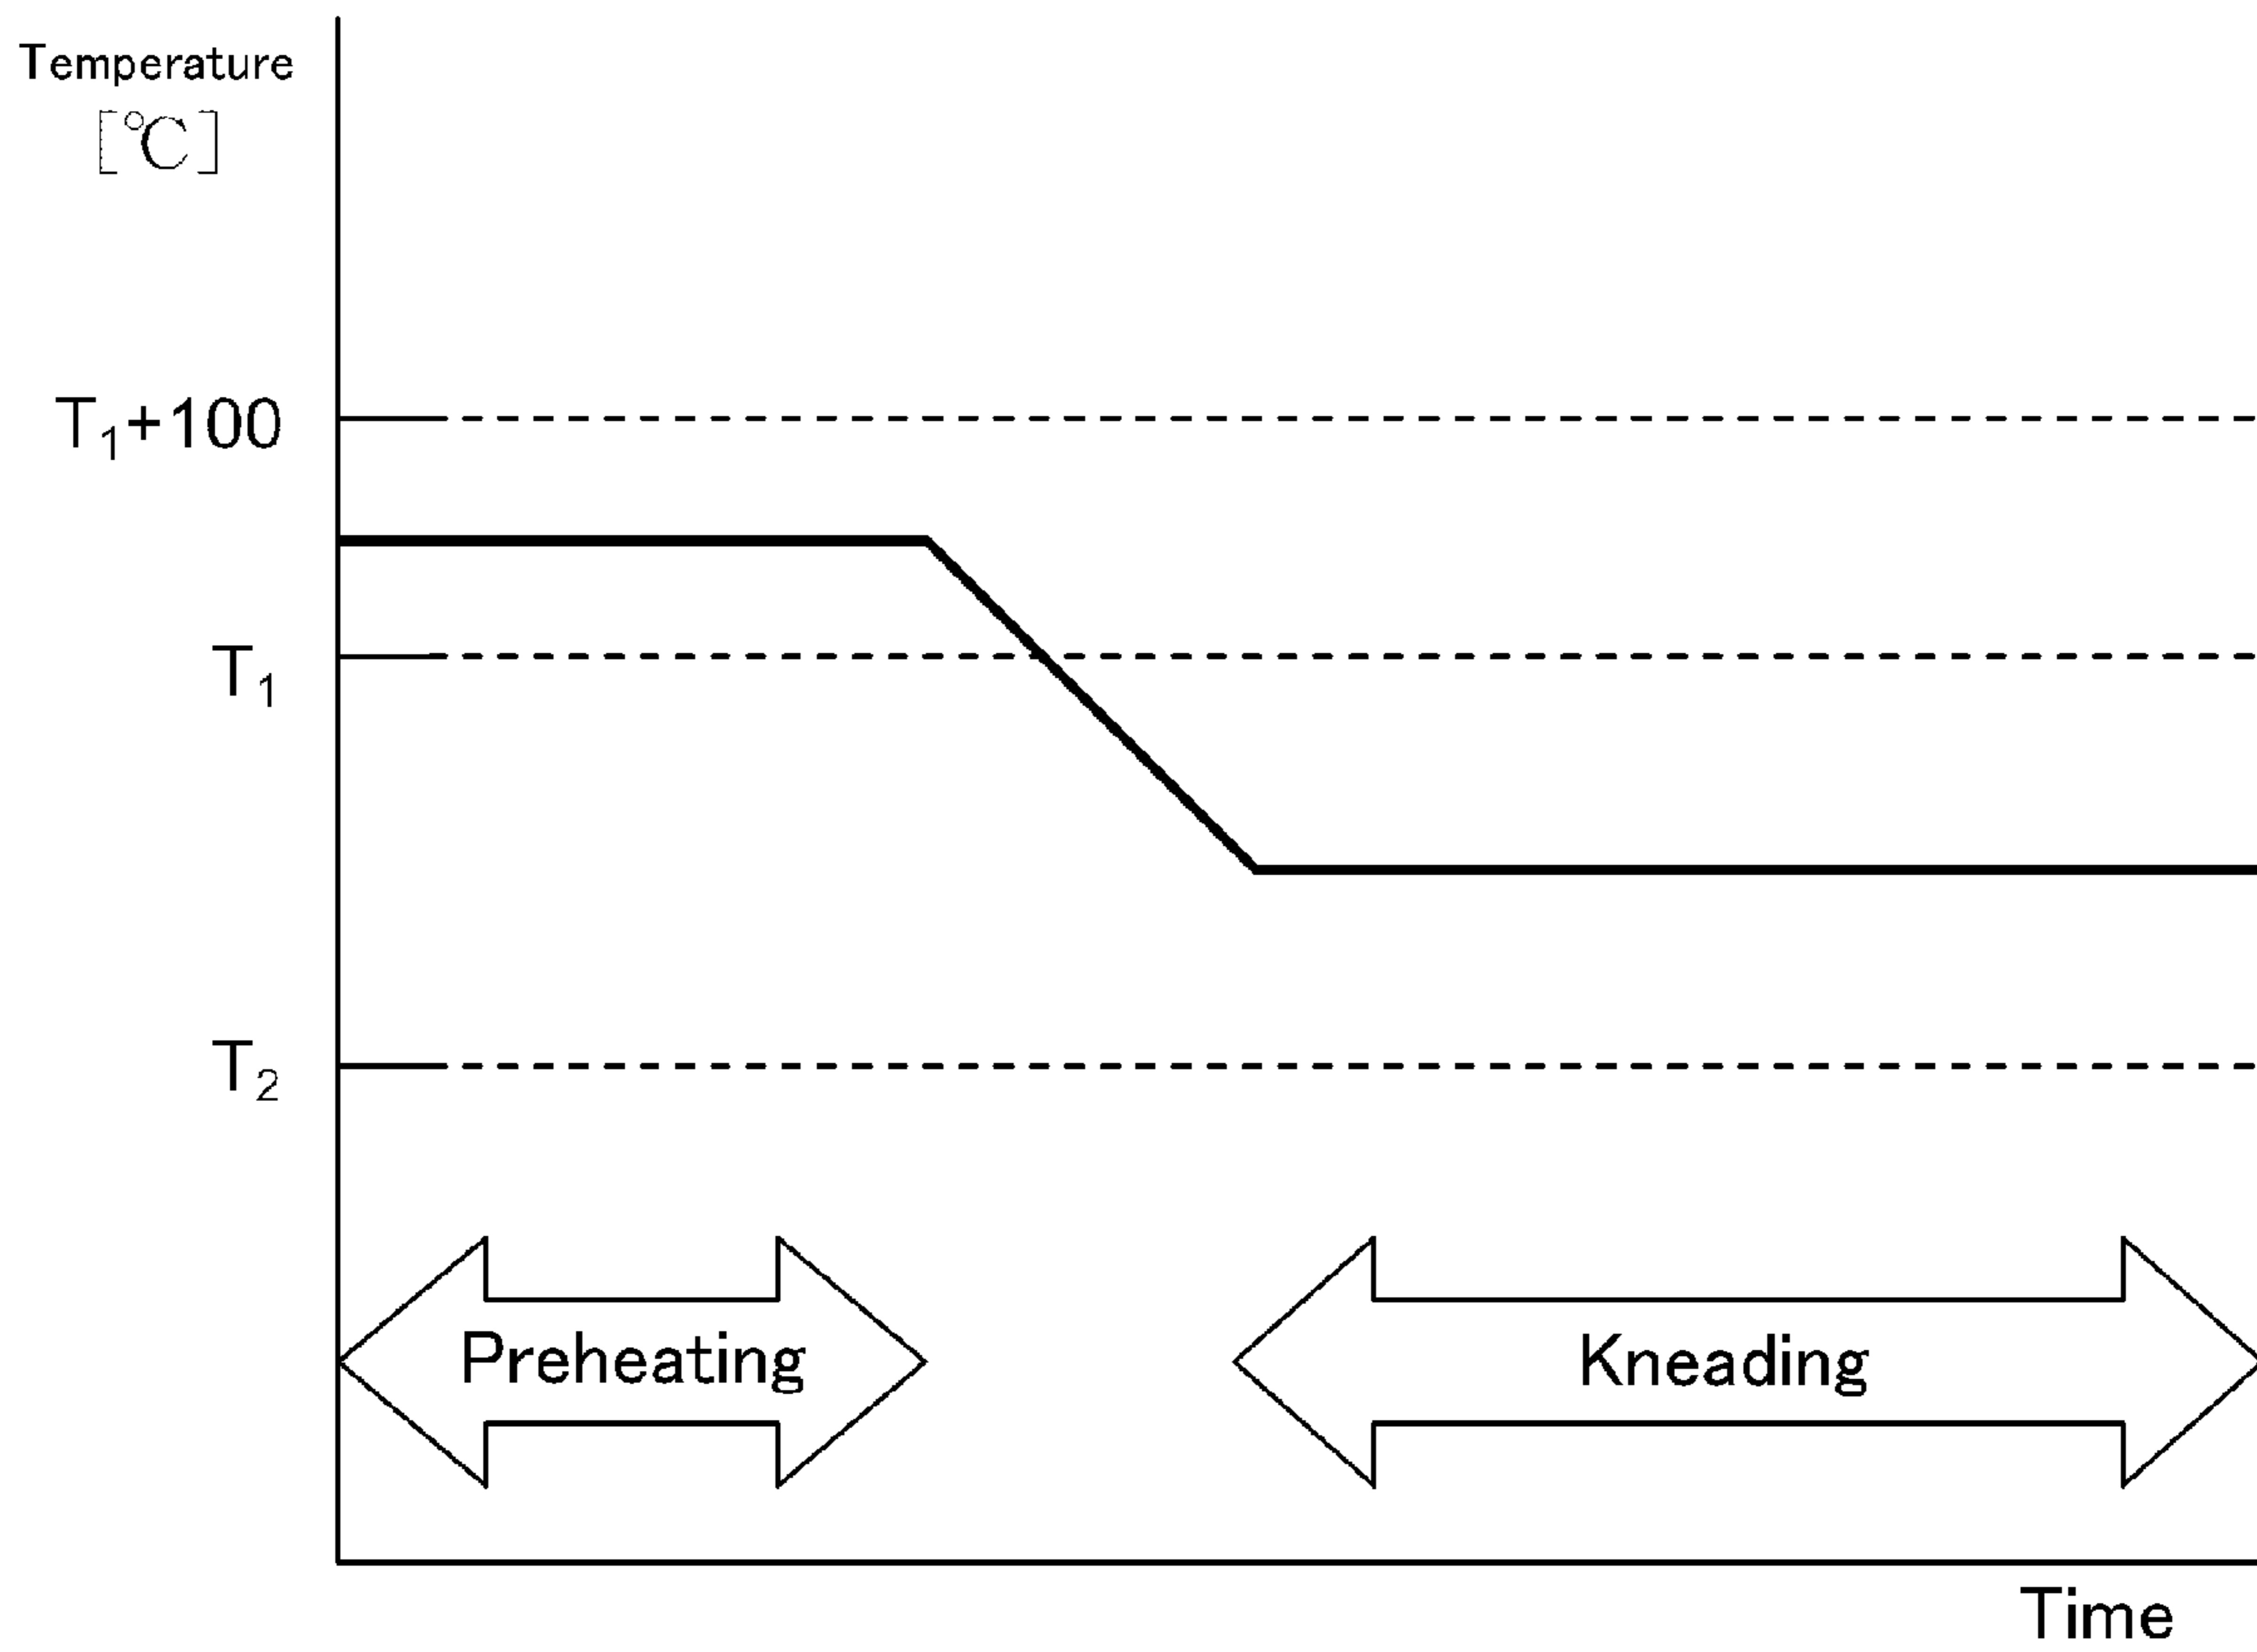 Temperature
[℃]
T₁+100
T₁
T₂
Preheating
Kneading
Time